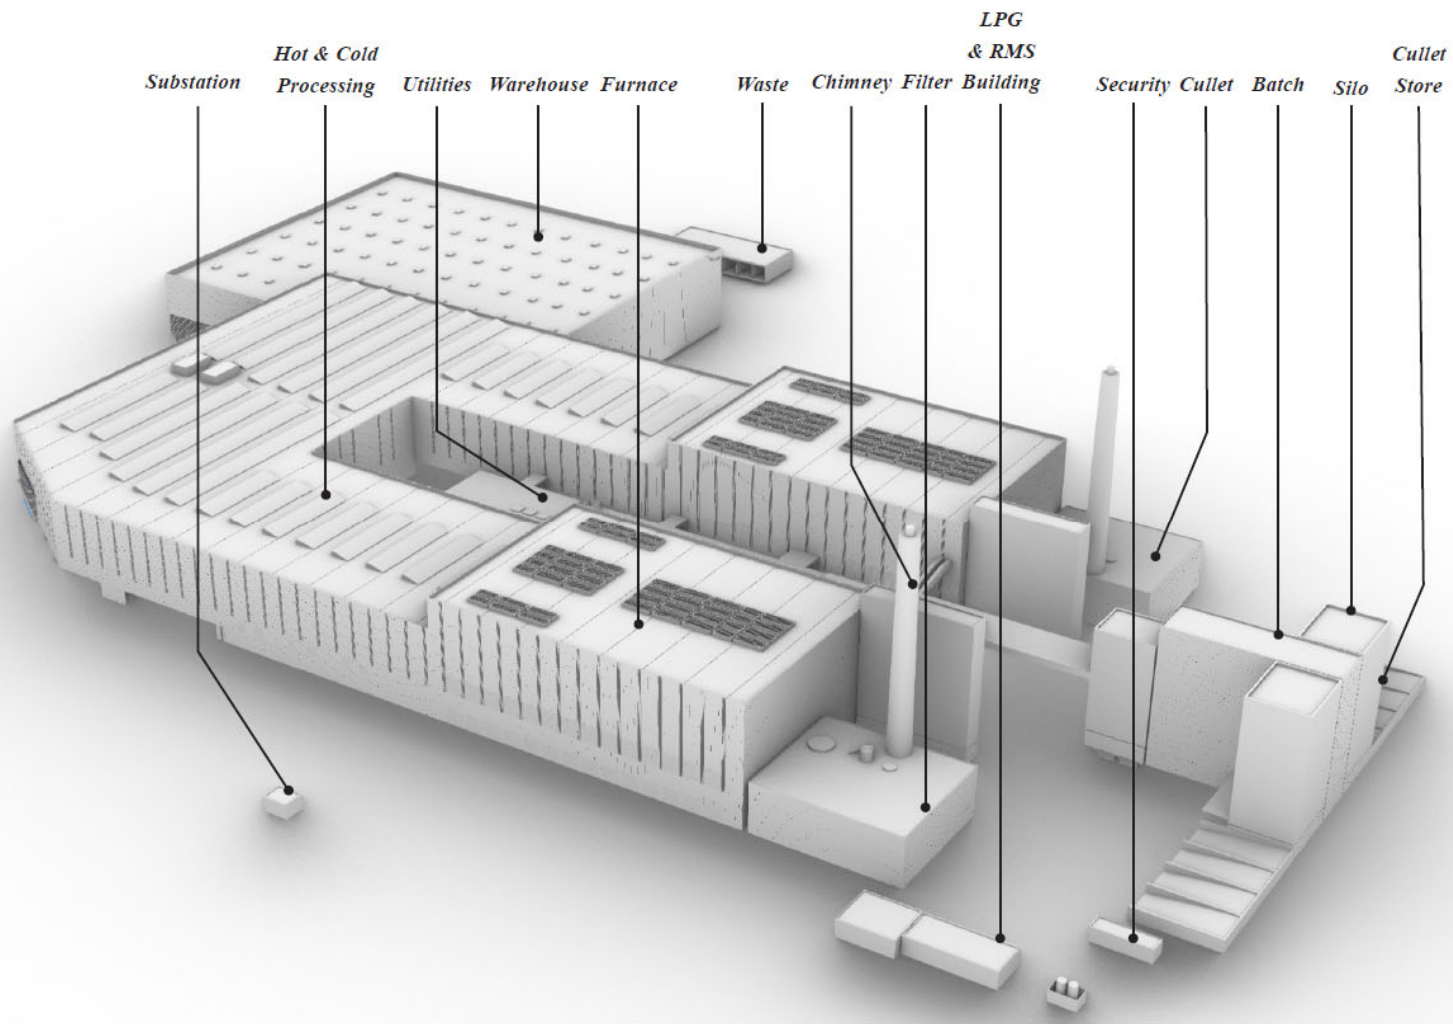 Substation
Hot & Cold
Processing
Utilities
Warehouse
Furnace
Waste
Chimney
Filter
LPG
& RMS
Building
Security
Cullet
Batch
Silo
Cullet
Store